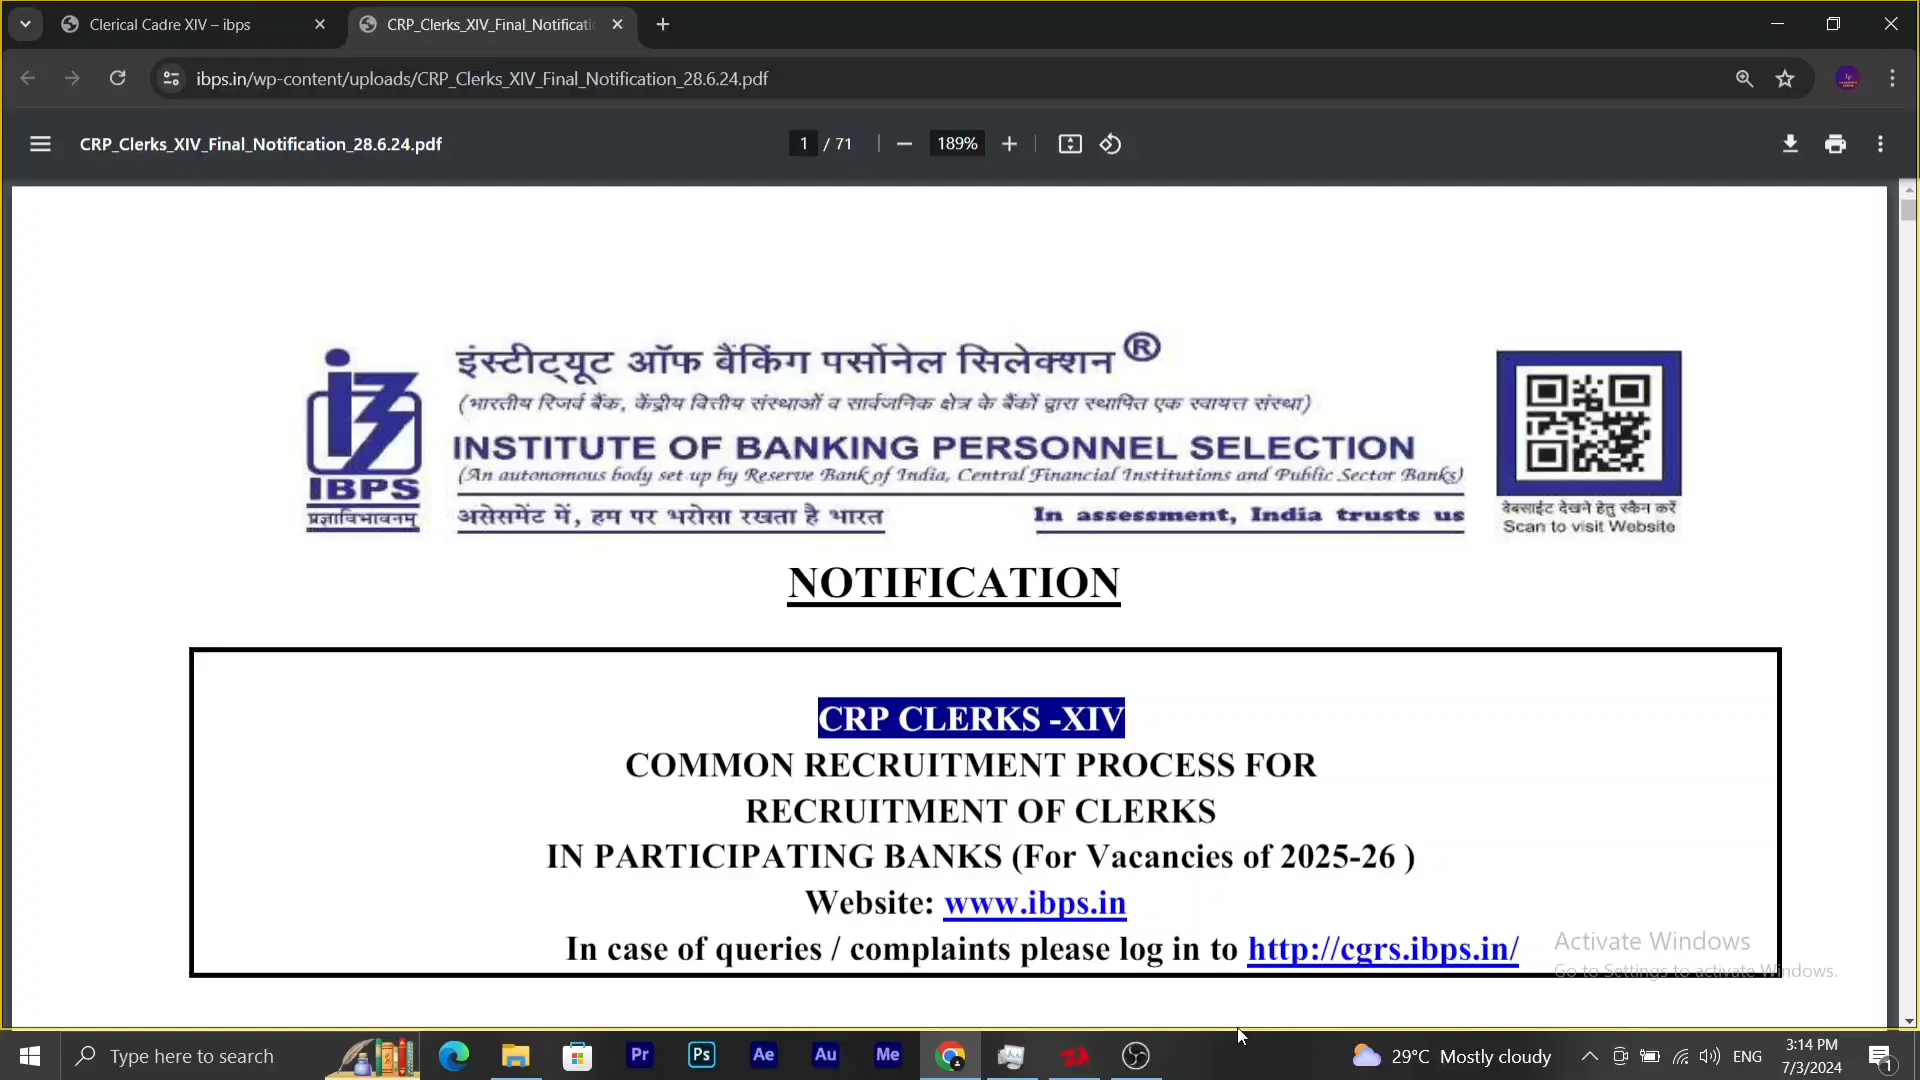 Clerical Cadre XIV – ibps
CRP_Clerks_XIV_Final_Notificati
ibps.in/wp-content/uploads/CRP_Clerks_XIV_Final_Notification_28.6.24.pdf
CRP_Clerks_XIV_Final_Notification_28.6.24.pdf
1 / 71
189%
इंस्टीट्यूट ऑफ बैंकिंग पर्सोनेल सिलेक्शन ®
(भारतीय रिजर्व बैंक, केंद्रीय वित्तीय संस्थाओं व सार्वजनिक क्षेत्र के बैंकों द्वारा स्थापित एक स्वायत्त संस्था)
INSTITUTE OF BANKING PERSONNEL SELECTION
(An autonomous body set up by Reserve Bank of India, Central Financial Institutions and Public Sector Banks)
IBPS
प्रज्ञाविभावनम्
असेसमेंट में, हम पर भरोसा रखता है भारत
In assessment, India trusts us
वेबसाईट देखने हेतु स्कैन करें
Scan to visit Website
NOTIFICATION
CRP CLERKS -XIV
COMMON RECRUITMENT PROCESS FOR
RECRUITMENT OF CLERKS
IN PARTICIPATING BANKS (For Vacancies of 2025-26 )
Website: www.ibps.in
In case of queries / complaints please log in to http://cgrs.ibps.in/
Activate Windows
Go to Settings to activate Windows.
Type here to search
Pr
Ps
Ae
Au
Me
29°C Mostly cloudy
ENG
3:14 PM
7/3/2024
1